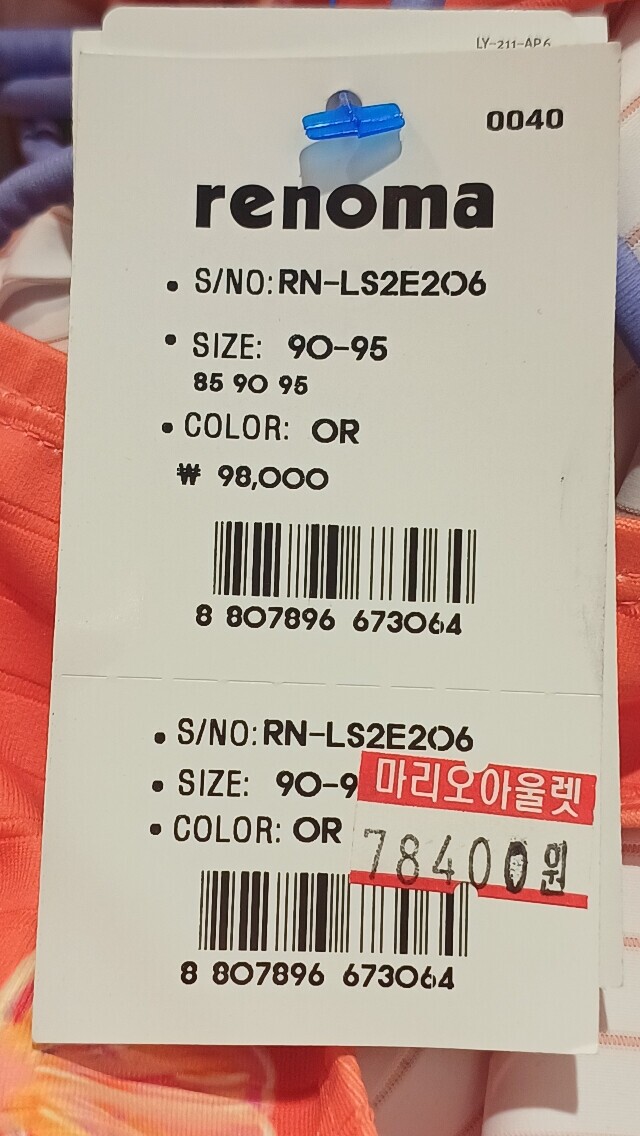 LY-211-AP6
0040
renoma
• S/NO: RN-LS2E206
• SIZE: 90-95
85 90 95
• COLOR: OR
₩ 98,000
8 807896 673064
• S/NO: RN-LS2E206
• SIZE: 90-9
마리오아울렛
• COLOR: OR
78400원
8 807896 673064